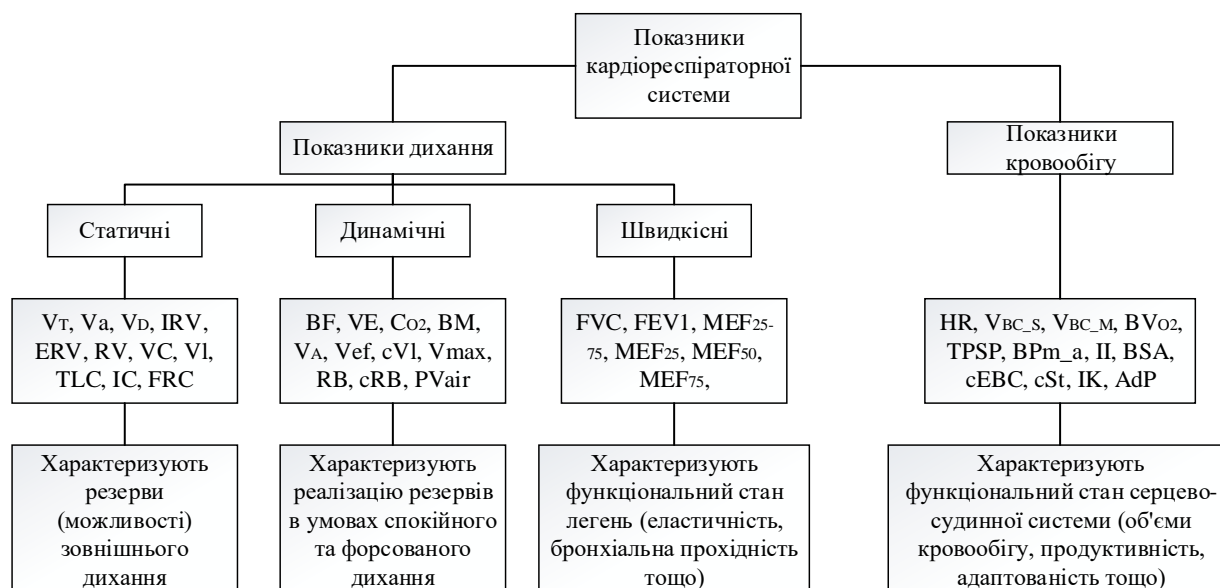 Показники
кардіореспіраторної
системи
Показники дихання
Показники
кровообігу
Статичні
Динамічні
Швидкісні
VT, Va, VD, IRV,
ERV, RV, VC, Vl,
TLC, IC, FRC
BF, VE, CO2, BM,
VA, Vef, cVl, Vmax,
RB, cRB, PVair
FVC, FEV1, MEF25-
75, MEF25, MEF50,
MEF75,
HR, VBC_S, VBC_M, BVO2,
TPSP, BPm_a, II, BSA,
cEBC, cSt, IK, AdP
Характеризують
резерви
(можливості)
зовнішнього
дихання
Характеризують
реалізацію резервів
в умовах спокійного
та форсованого
дихання
Характеризують
функціональний стан
легень (еластичність,
бронхіальна прохідність
тощо)
Характеризують
функціональний стан серцево-
судинної системи (об'єми
кровообігу, продуктивність,
адаптованість тощо)